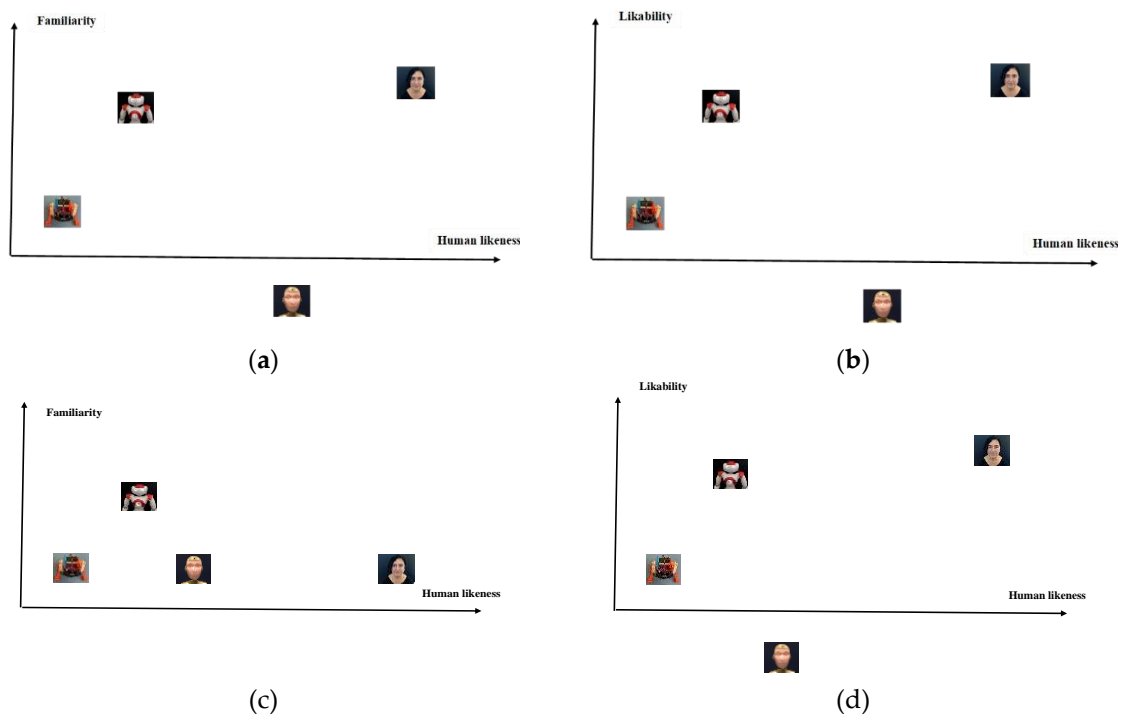 Familiarity
Likability
Human likeness
Human likeness
(a)
(b)
Familiarity
Likability
Human likeness
Human likeness
(c)
(d)